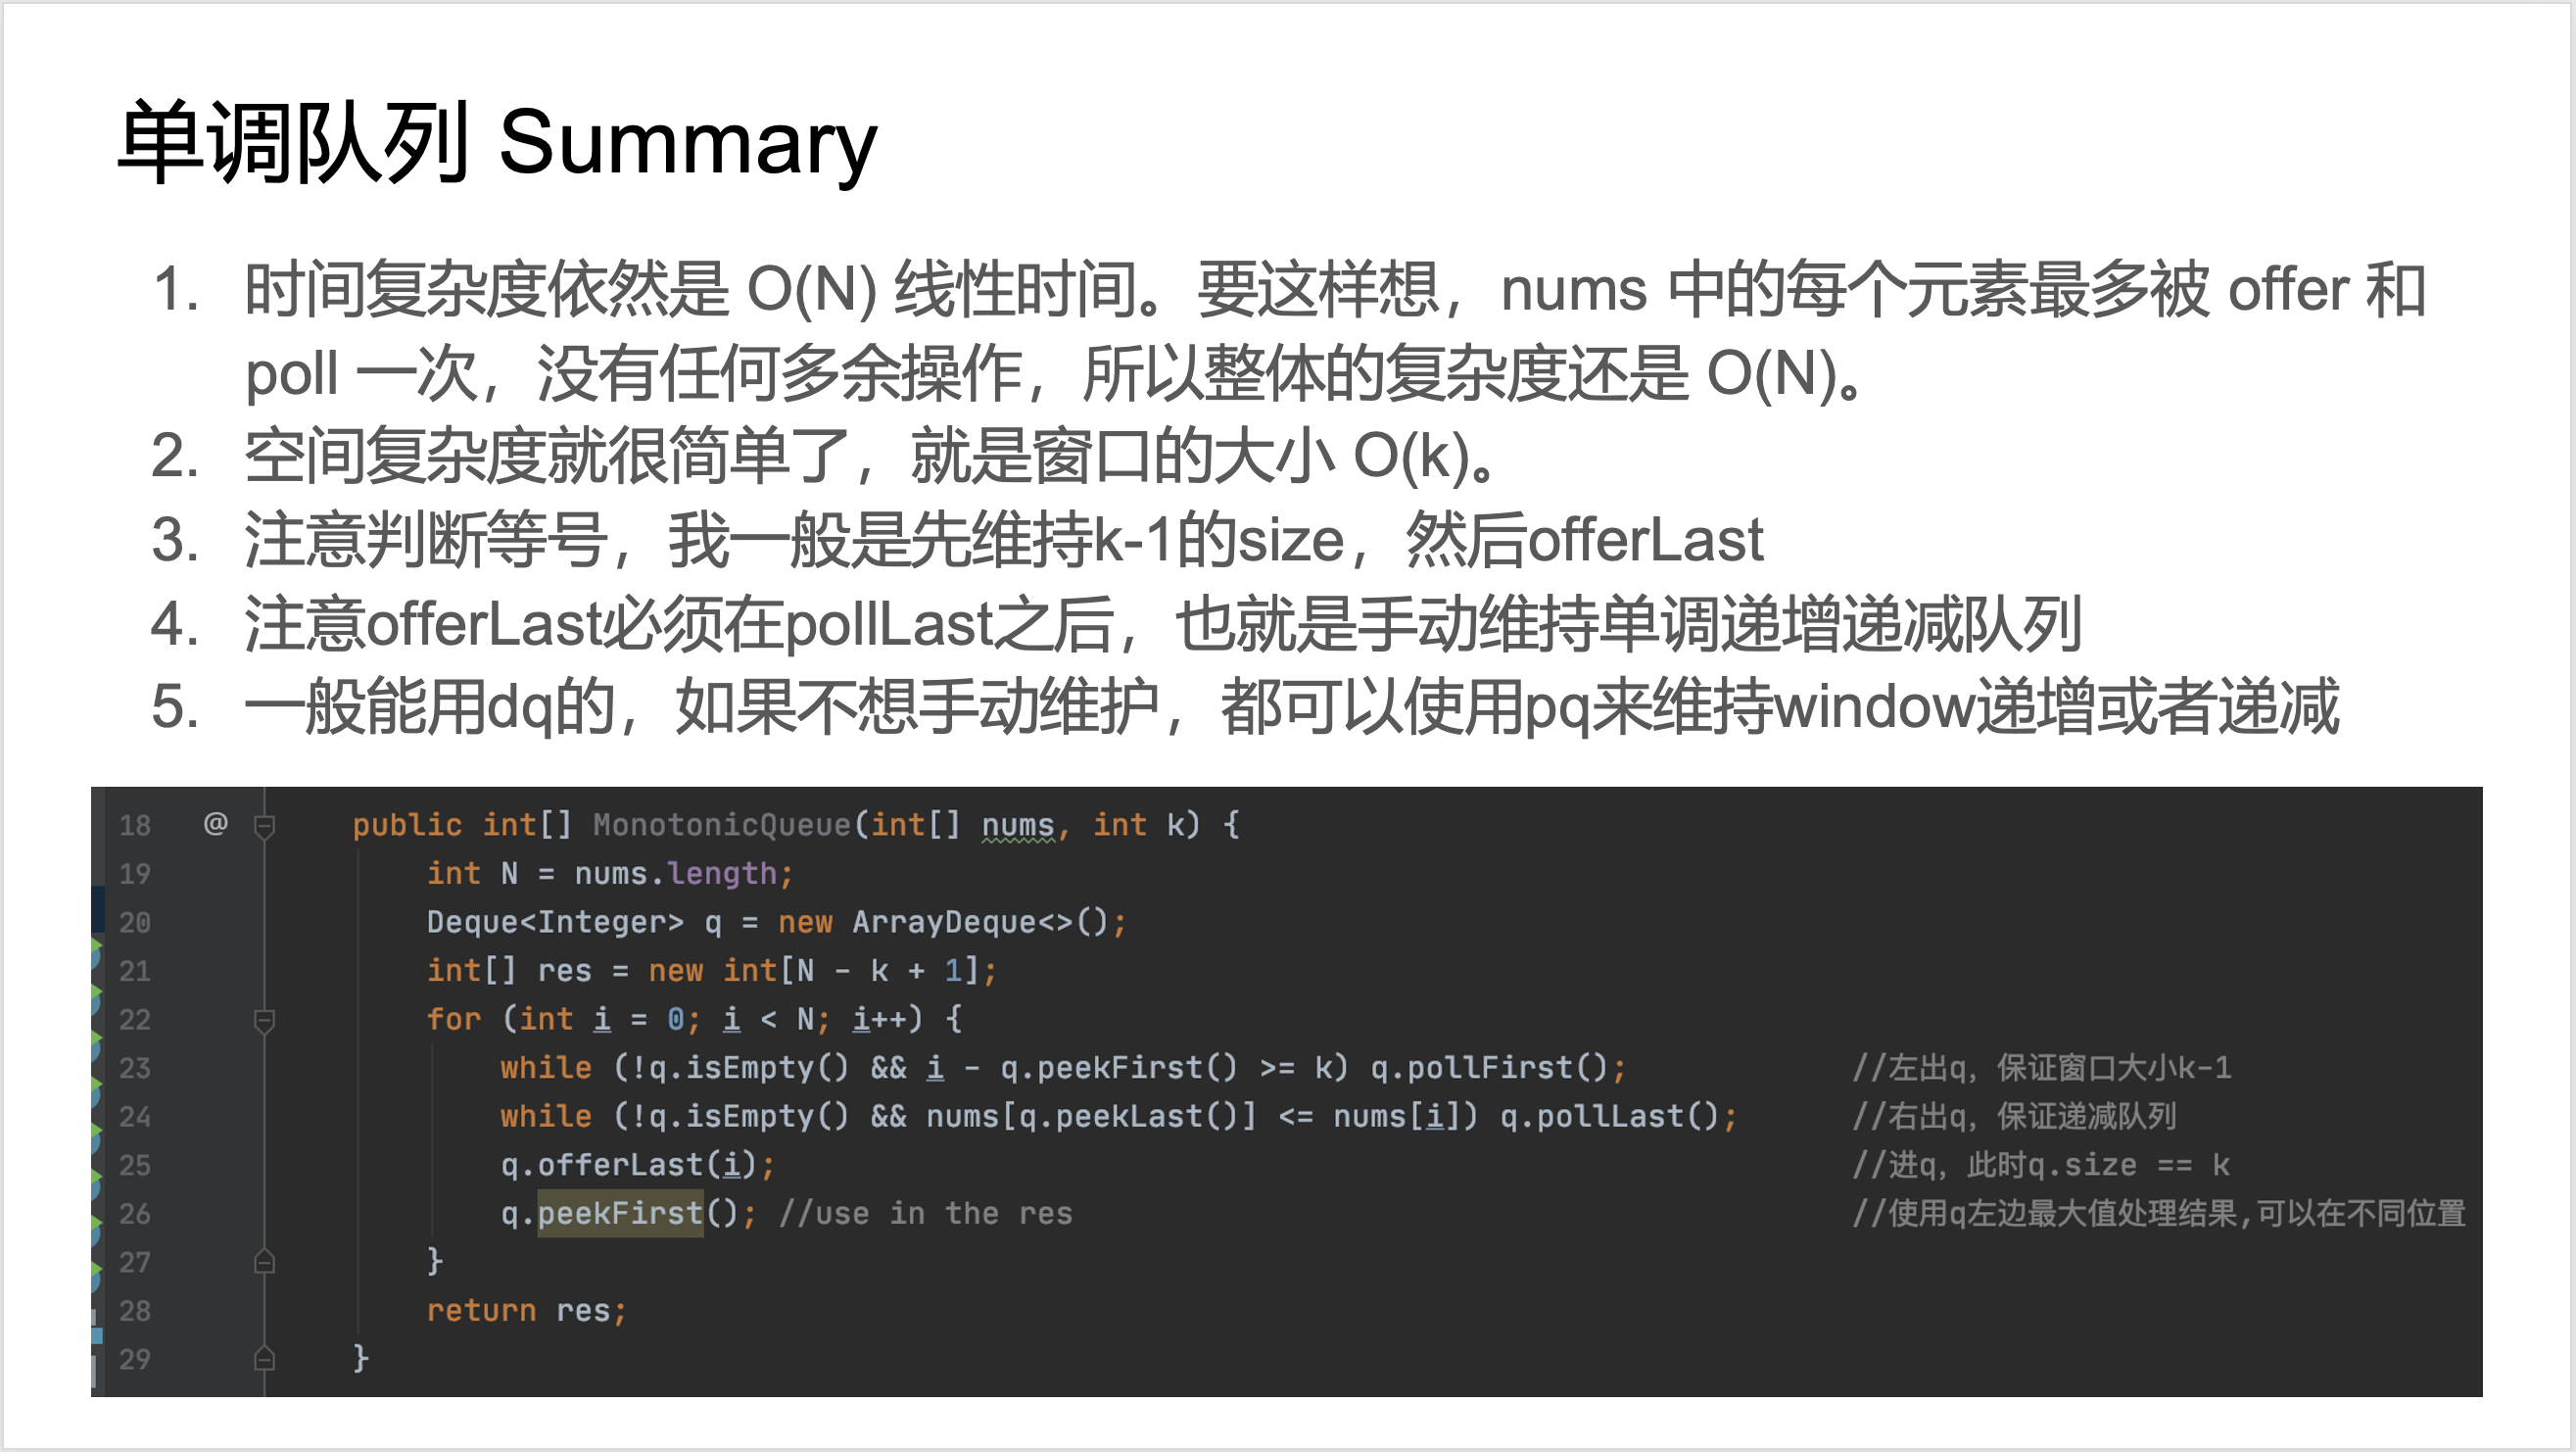 单调队列 Summary
1. 时间复杂度依然是 O(N) 线性时间。要这样想，nums 中的每个元素最多被 offer 和
poll 一次，没有任何多余操作，所以整体的复杂度还是 O(N)。
2. 空间复杂度就很简单了，就是窗口的大小 O(k)。
3. 注意判断等号，我一般是先维持k-1的size，然后offerLast
4. 注意offerLast必须在pollLast之后，也就是手动维持单调递增递减队列
5. 一般能用dq的，如果不想手动维护，都可以使用pq来维持window递增或者递减
18 @ public int[] MonotonicQueue(int[] nums, int k) {
19 int N = nums.length;
20 Deque<Integer> q = new ArrayDeque<>();
21 int[] res = new int[N - k + 1];
22 for (int i = 0; i < N; i++) {
23 while (!q.isEmpty() && i - q.peekFirst() >= k) q.pollFirst(); //左出q，保证窗口大小k-1
24 while (!q.isEmpty() && nums[q.peekLast()] <= nums[i]) q.pollLast(); //右出q，保证递减队列
25 q.offerLast(i); //进q，此时q.size == k
26 q.peekFirst(); //use in the res //使用q左边最大值处理结果,可以在不同位置
27 }
28 return res;
29 }